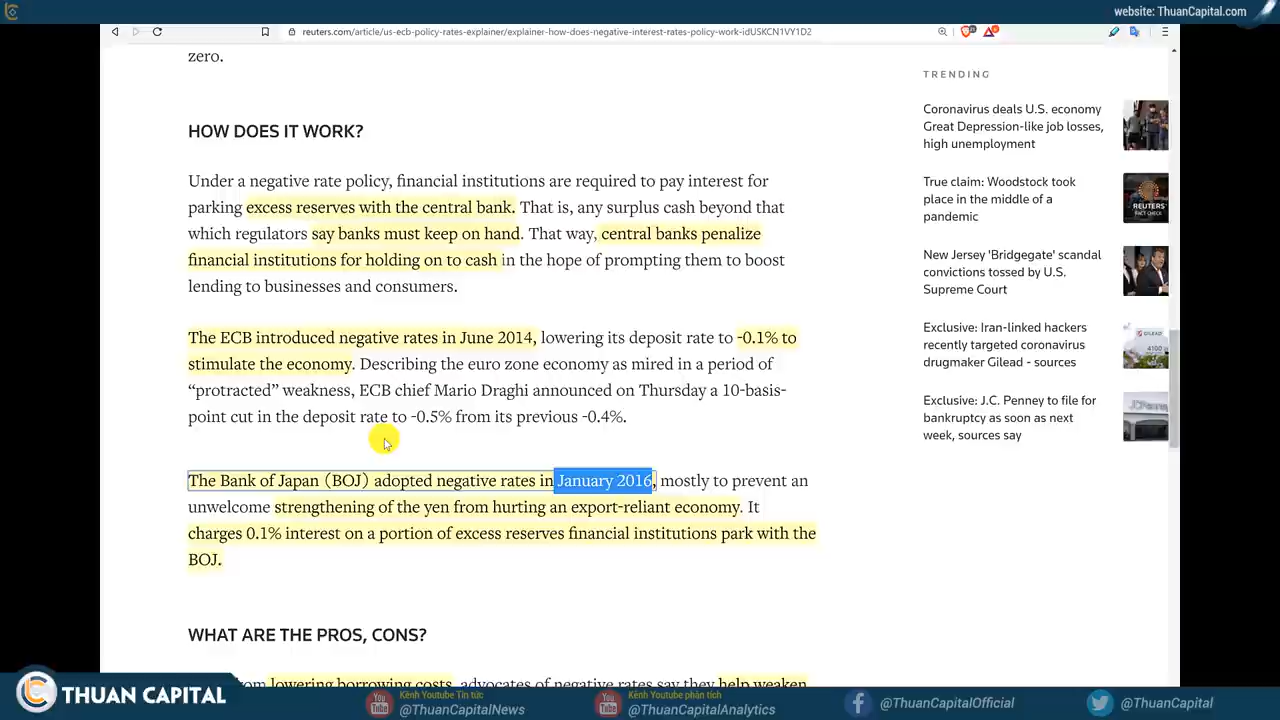 website: ThuanCapital.com
reuters.com/article/us-ecb-policy-rates-explainer/explainer-how-does-negative-interest-rates-policy-work-idUSKCN1VY1D2
zero.
HOW DOES IT WORK?
Under a negative rate policy, financial institutions are required to pay interest for
parking excess reserves with the central bank. That is, any surplus cash beyond that
which regulators say banks must keep on hand. That way, central banks penalize
financial institutions for holding on to cash in the hope of prompting them to boost
lending to businesses and consumers.
The ECB introduced negative rates in June 2014, lowering its deposit rate to -0.1% to
stimulate the economy. Describing the euro zone economy as mired in a period of
“protracted” weakness, ECB chief Mario Draghi announced on Thursday a 10-basis-
point cut in the deposit rate to -0.5% from its previous -0.4%.
The Bank of Japan (BOJ) adopted negative rates in January 2016, mostly to prevent an
unwelcome strengthening of the yen from hurting an export-reliant economy. It
charges 0.1% interest on a portion of excess reserves financial institutions park with the
BOJ.
WHAT ARE THE PROS, CONS?
lowering borrowing costs, advocates of negative rates say they help weaken
TRENDING
Coronavirus deals U.S. economy
Great Depression-like job losses,
high unemployment
True claim: Woodstock took
place in the middle of a
pandemic
REUTERS
FACT CHECK
New Jersey 'Bridgegate' scandal
convictions tossed by U.S.
Supreme Court
Exclusive: Iran-linked hackers
recently targeted coronavirus
drugmaker Gilead - sources
GILEAD
Exclusive: J.C. Penney to file for
bankruptcy as soon as next
week, sources say
THUAN CAPITAL
Kênh Youtube Tin tức
@ThuanCapitalNews
Kênh Youtube phân tích
@ThuanCapitalAnalytics
@ThuanCapitalOfficial
@ThuanCapital